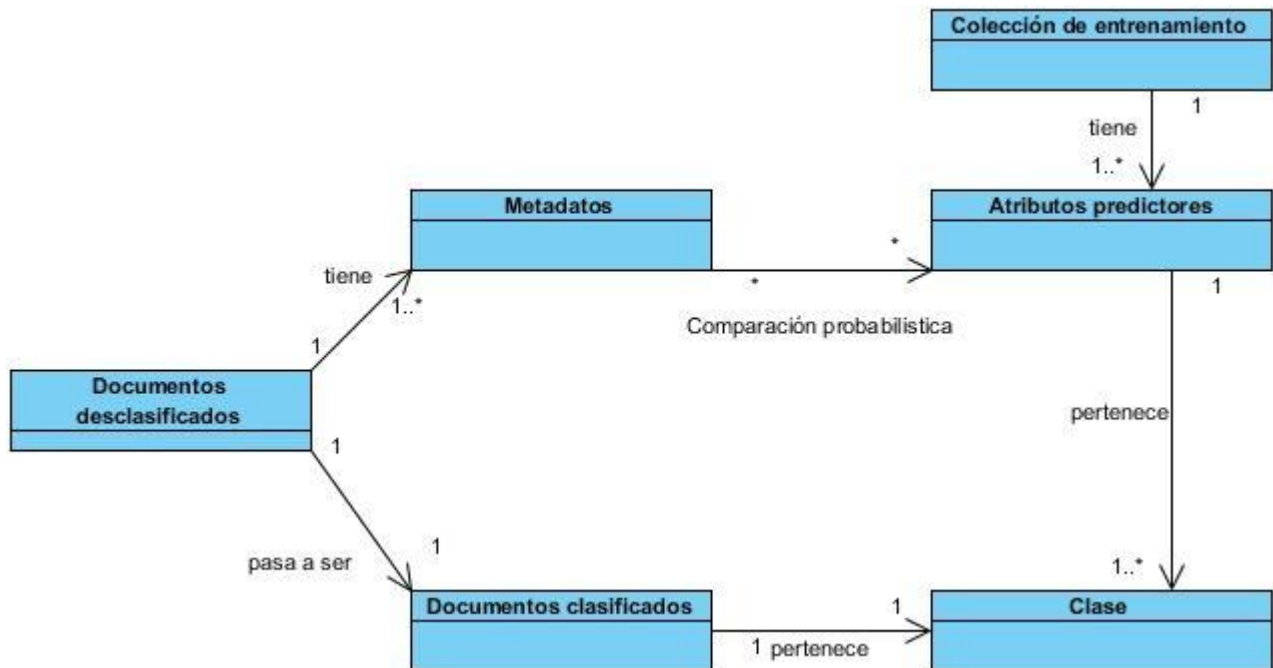 Colección de entrenamiento
1
tiene
1..*
Metadatos
Atributos predictores
*
tiene
*
1
1..*
Comparación probabilistica
1
Documentos
desclasificados
pertenece
1
1
pasa a ser
1..*
Documentos clasificados
1
Clase
1 pertenece